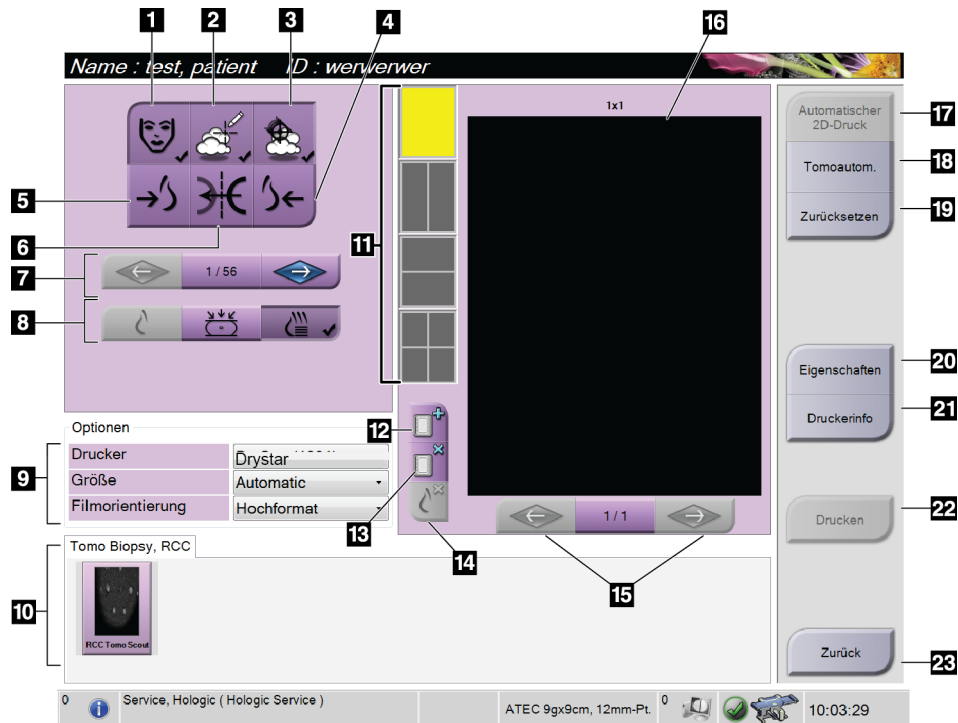 1
2
3
4
16
Name : test, patient ID : werwerwer
1x1
Automatischer
2D-Druck
17
Tomoautom.
18
Zurücksetzen
19
5
6
11
7
1 / 56
8
Eigenschaften
20
Druckerinfo
21
Optionen
12
9
Drucker
Drystar
Größe
Automatic
Filmorientierung
Hochformat
13
14
1 / 1
15
Drucken
22
Tomo Biopsy, RCC
10
RCC Tomo Scout
Zurück
23
0
Service, Hologic ( Hologic Service )
ATEC 9gx9cm, 12mm-Pt.
0
10:03:29